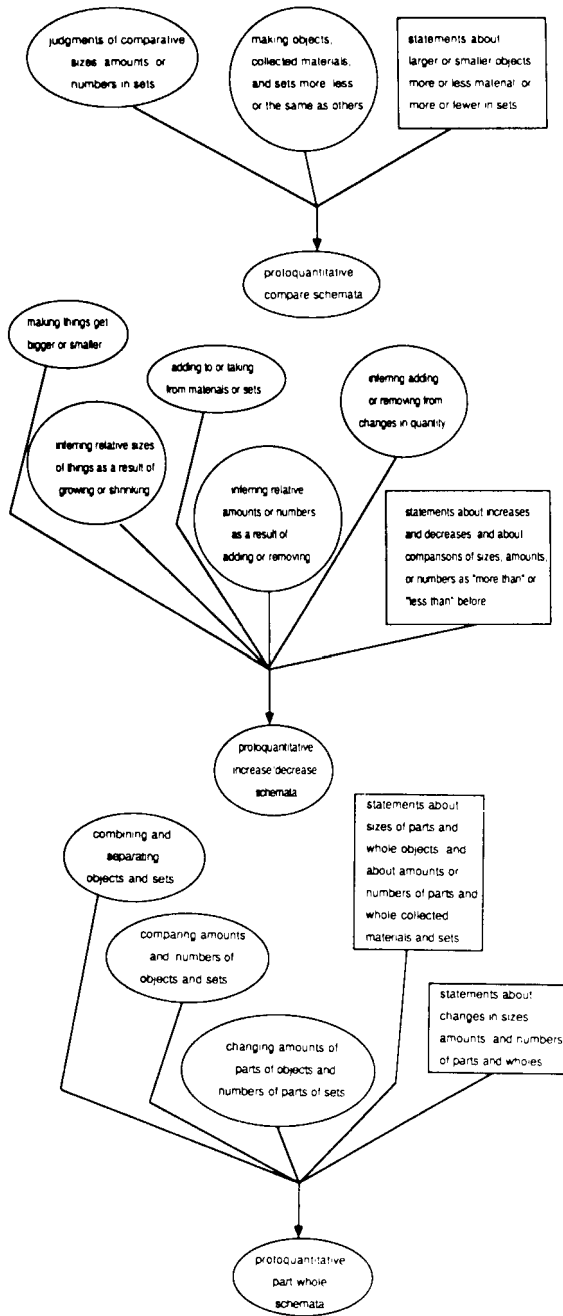 judgments of comparative
sizes amounts or
numbers in sets
making objects,
collected materials,
and sets more less
or the same as others
statements about
larger or smaller objects
more or less material or
more or fewer in sets
protoquantitative
compare schemata
making things get
bigger or smaller
adding to or taking
from materials or sets
inferring adding
or removing from
changes in quantity
inferring relative sizes
of things as a result of
growing or shrinking
inferring relative
amounts or numbers
as a result of
adding or removing
statements about increases
and decreases and about
comparisons of sizes, amounts,
or numbers as "more than" or
"less than" before
protoquantitative
increase/decrease
schemata
combining and
separating
objects and sets
statements about
sizes of parts and
whole objects and
about amounts or
numbers of parts and
whole collected
materials and sets
comparing amounts
and numbers of
objects and sets
changing amounts of
parts of objects and
numbers of parts of sets
statements about
changes in sizes
amounts and numbers
of parts and wholes
protoquantitative
part whole
schemata